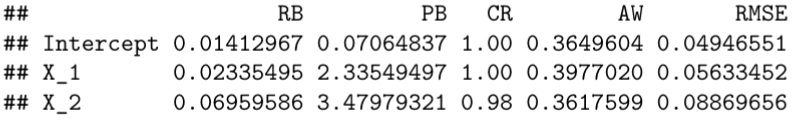 ## RB PB CR AW RMSE
## Intercept 0.01412967 0.07064837 1.00 0.3649604 0.04946551
## X_1 0.02335495 2.33549497 1.00 0.3977020 0.05633452
## X_2 0.06959586 3.47979321 0.98 0.3617599 0.08869656